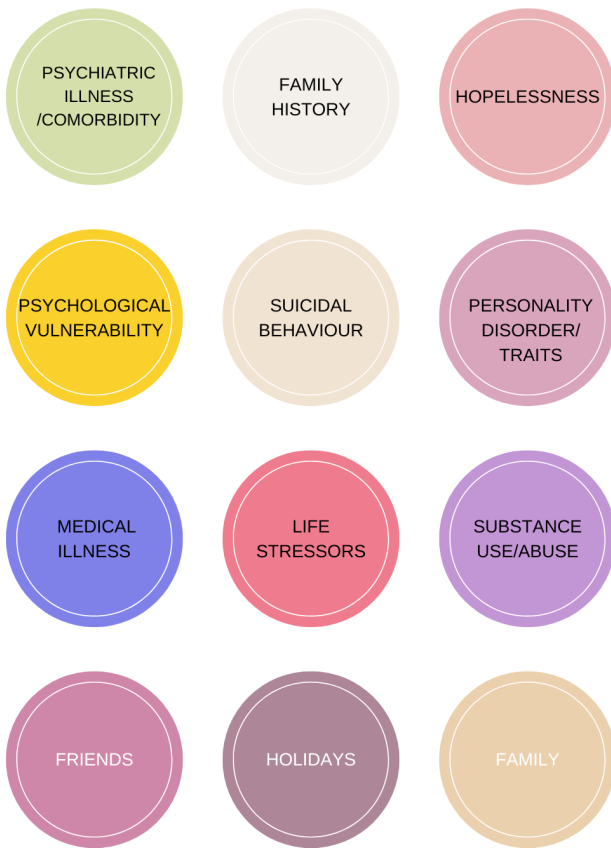 PSYCHIATRIC
ILLNESS
/COMORBIDITY
FAMILY
HISTORY
HOPELESSNESS
PSYCHOLOGICAL
VULNERABILITY
SUICIDAL
BEHAVIOUR
PERSONALITY
DISORDER/
TRAITS
MEDICAL
ILLNESS
LIFE
STRESSORS
SUBSTANCE
USE/ABUSE
FRIENDS
HOLIDAYS
FAMILY